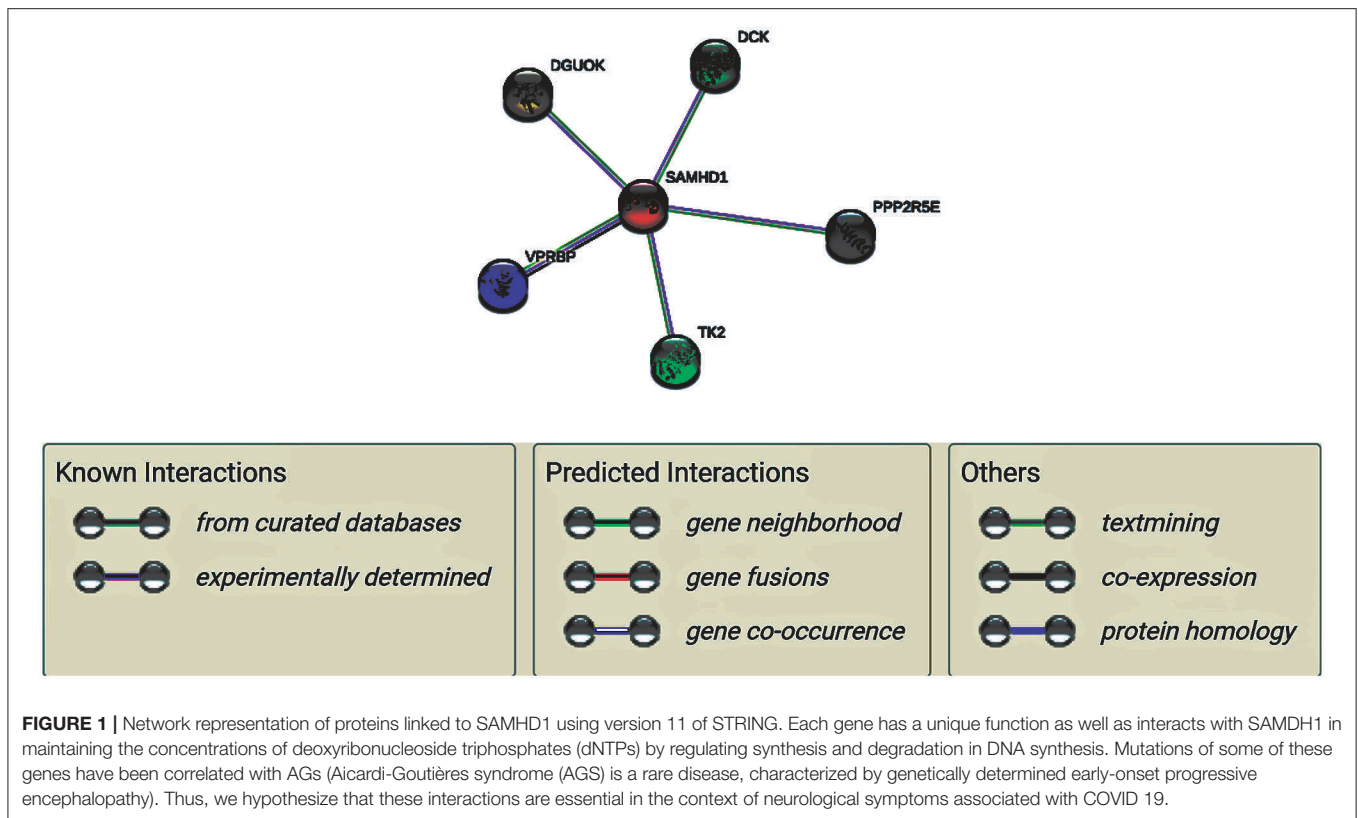 DCK
DGUOK
SAMHD1
PPP2R5E
VPRBP
TK2
Known Interactions
from curated databases
experimentally determined
Predicted Interactions
gene neighborhood
gene fusions
gene co-occurrence
Others
textmining
co-expression
protein homology
FIGURE 1 | Network representation of proteins linked to SAMHD1 using version 11 of STRING. Each gene has a unique function as well as interacts with SAMDH1 in
maintaining the concentrations of deoxyribonucleoside triphosphates (dNTPs) by regulating synthesis and degradation in DNA synthesis. Mutations of some of these
genes have been correlated with AGs (Aicardi-Goutières syndrome (AGS) is a rare disease, characterized by genetically determined early-onset progressive
encephalopathy). Thus, we hypothesize that these interactions are essential in the context of neurological symptoms associated with COVID 19.